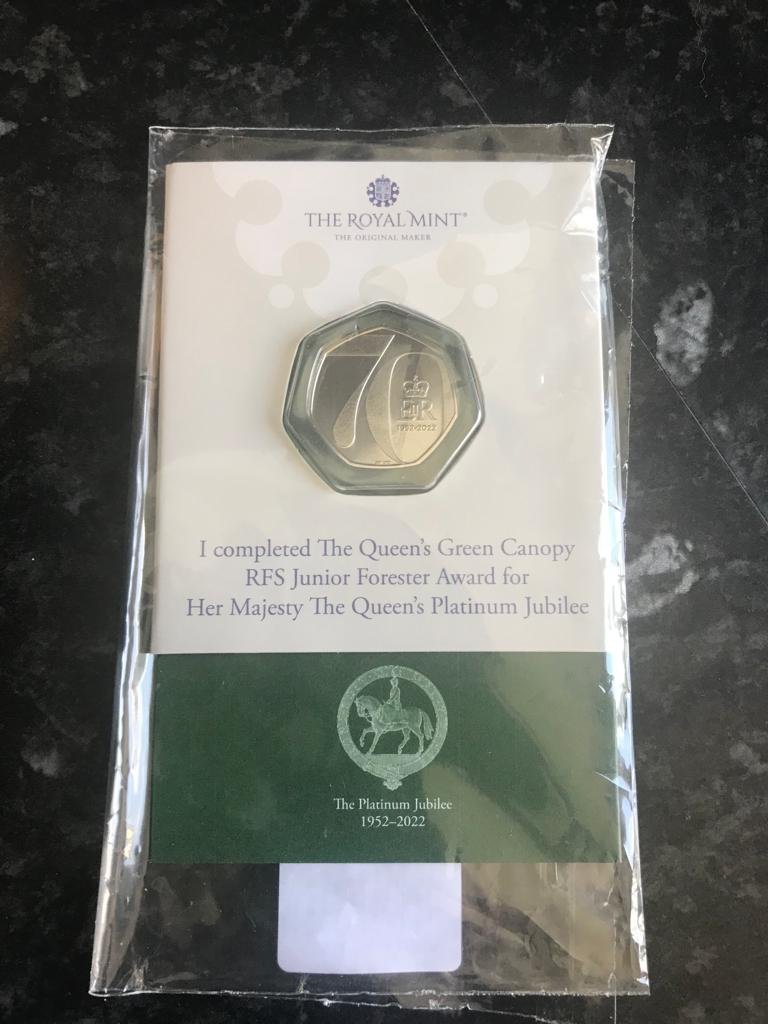 THE ROYAL MINT®
THE ORIGINAL MAKER
70
EIIR
1952·2022
I completed The Queen's Green Canopy
RFS Junior Forester Award for
Her Majesty The Queen's Platinum Jubilee
The Platinum Jubilee
1952–2022